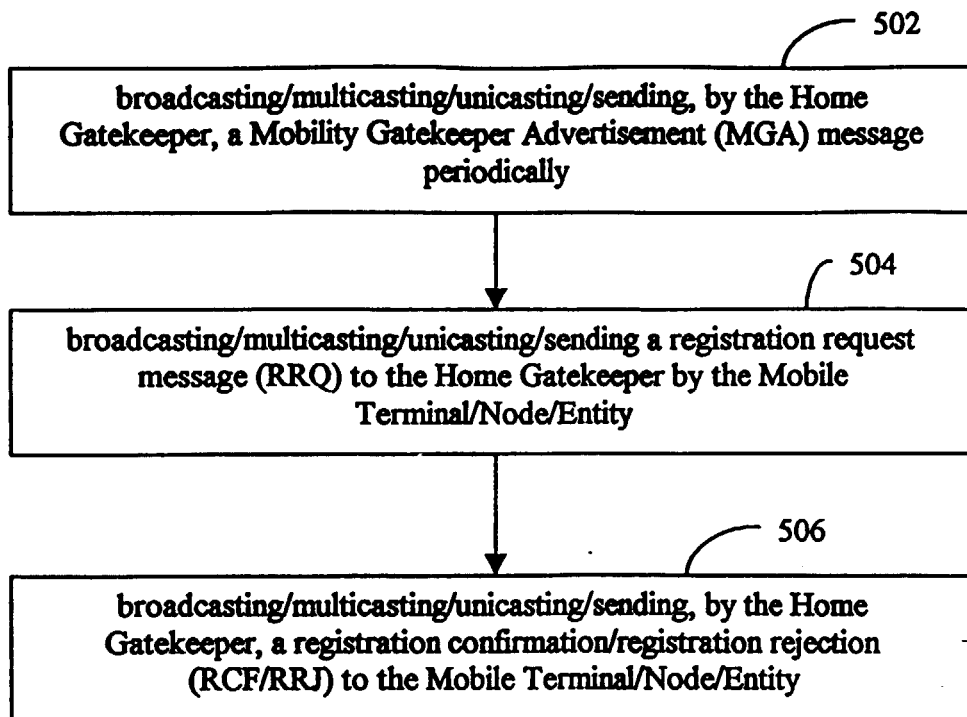 502
broadcasting/multicasting/unicasting/sending, by the Home
Gatekeeper, a Mobility Gatekeeper Advertisement (MGA) message
periodically
504
broadcasting/multicasting/unicasting/sending a registration request
message (RRQ) to the Home Gatekeeper by the Mobile
Terminal/Node/Entity
506
broadcasting/multicasting/unicasting/sending, by the Home
Gatekeeper, a registration confirmation/registration rejection
(RCF/RRJ) to the Mobile Terminal/Node/Entity